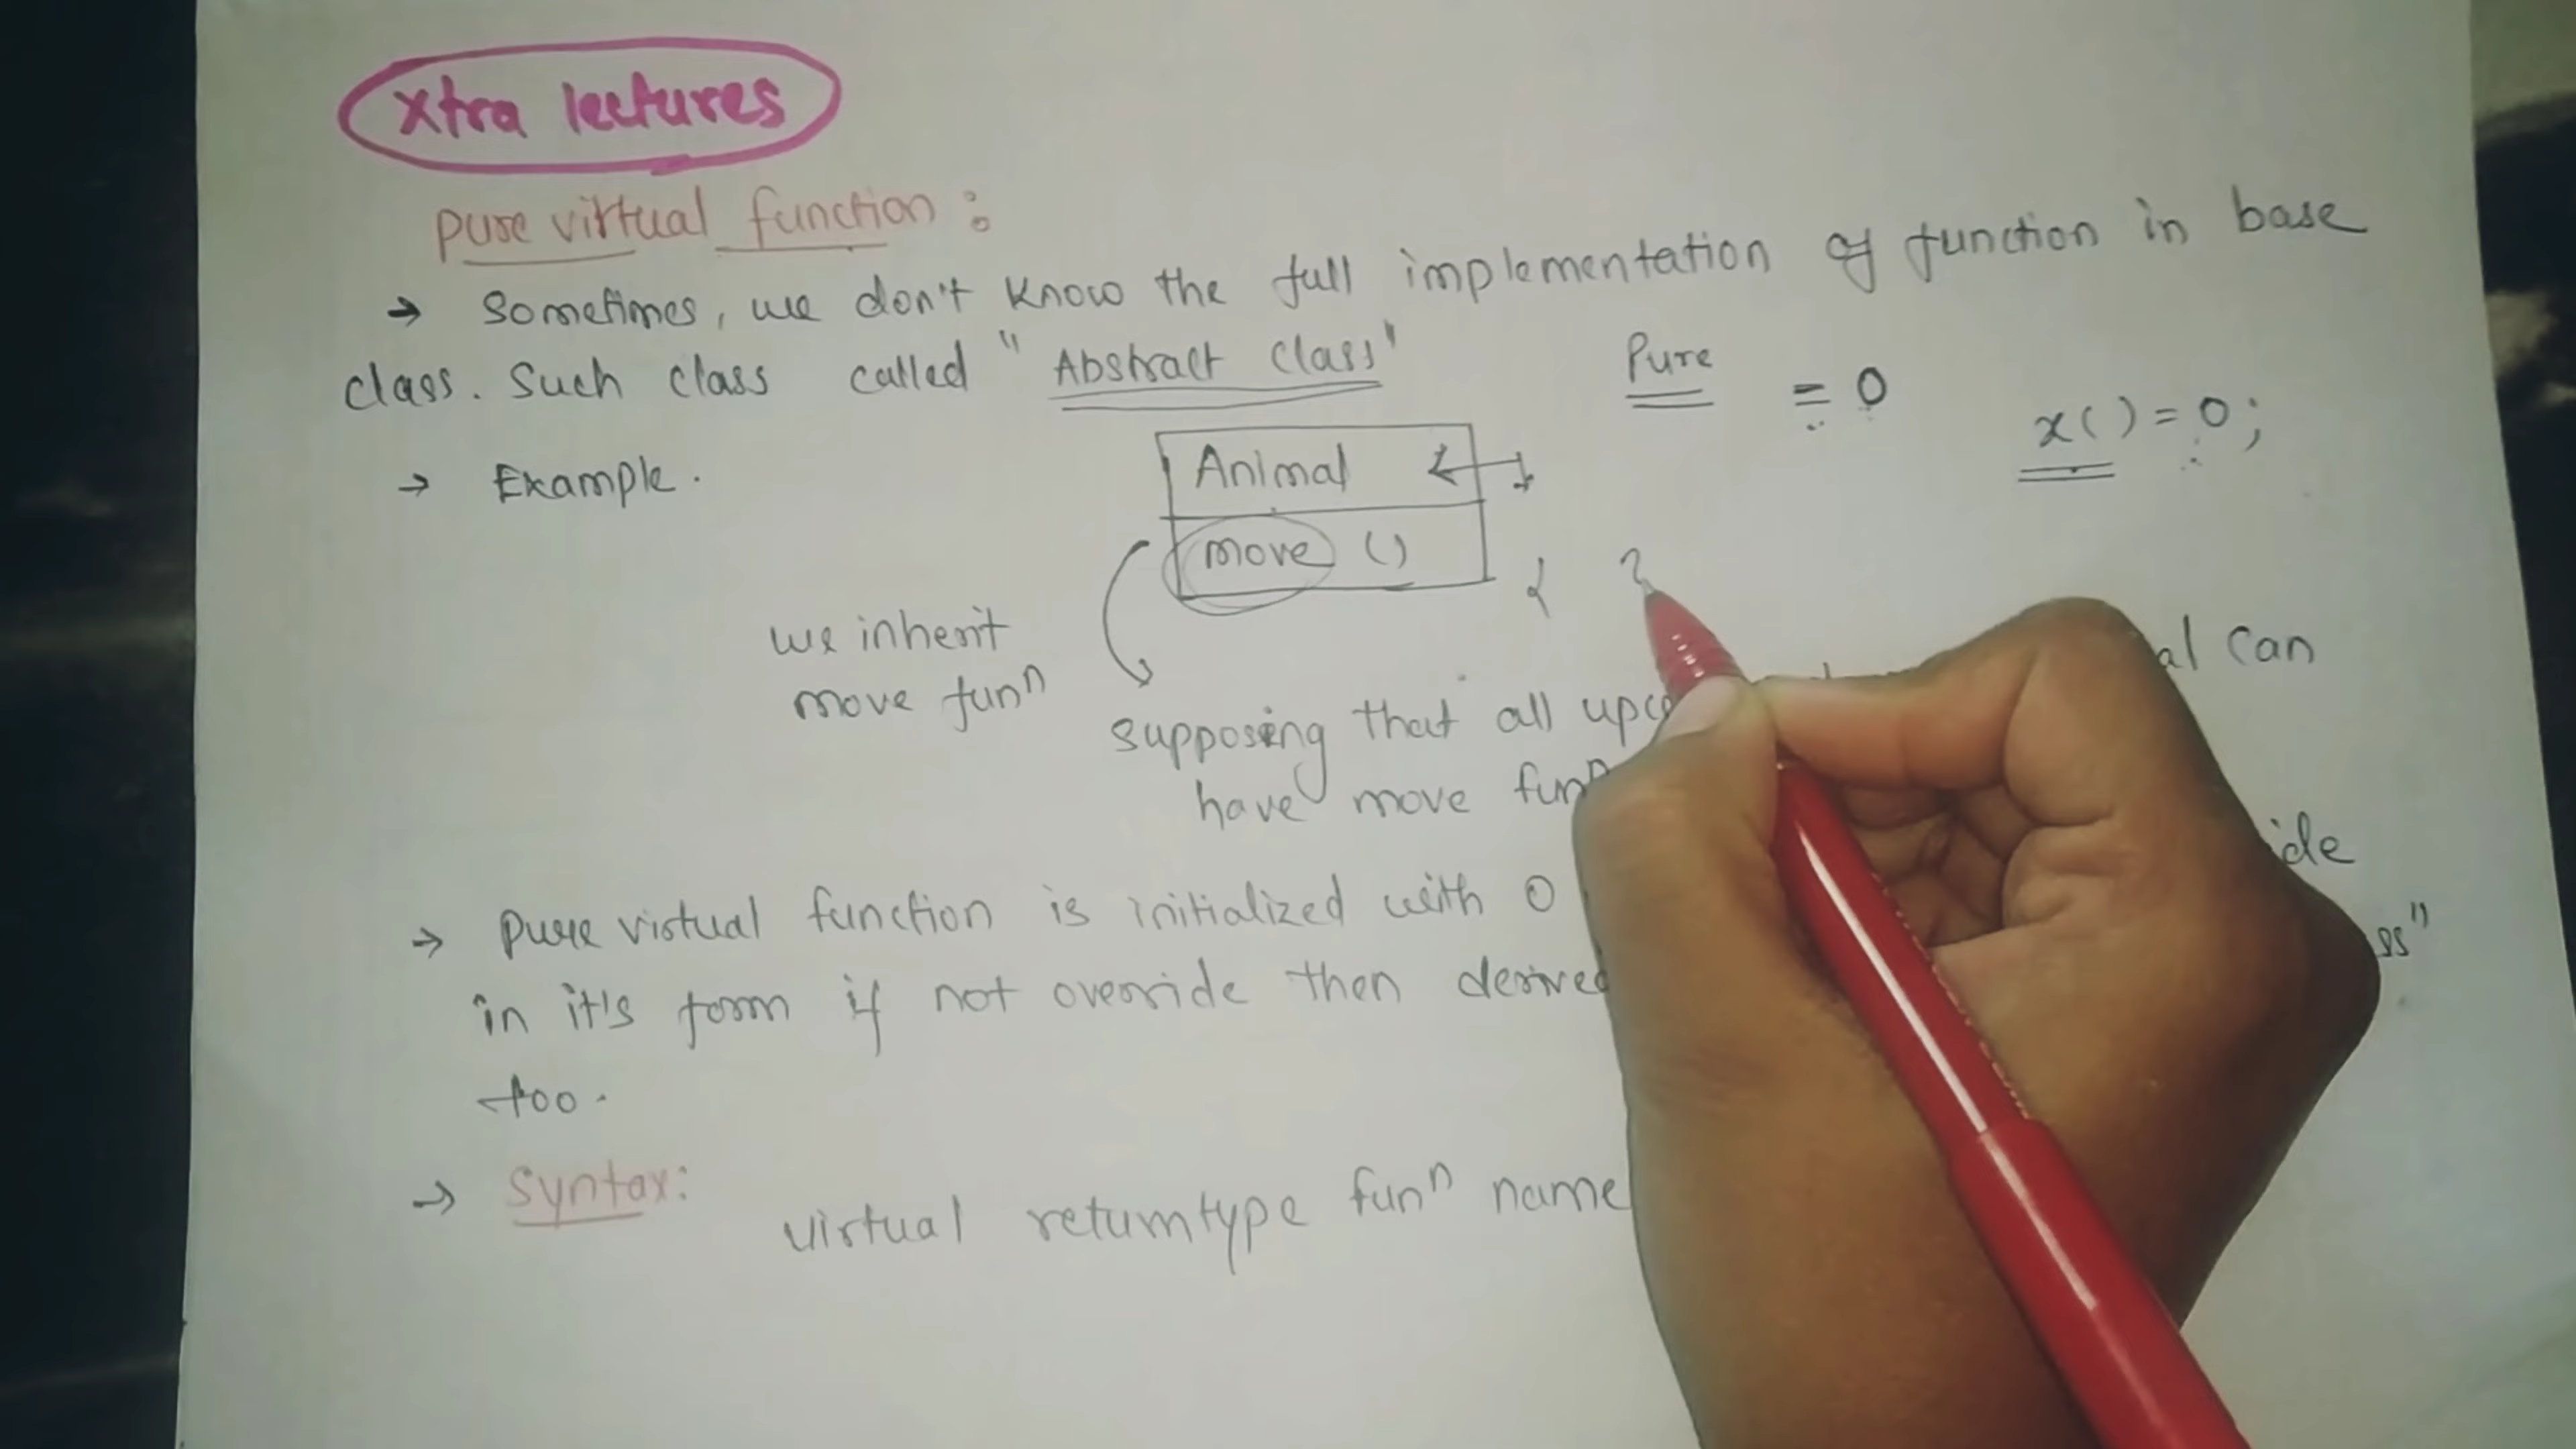 xtra lectures
pure virtual function :
→ Sometimes, we don't know the full implementation of function in base
class. Such class called "Abstract class"
Pure = 0 x() = 0;
→ Example.
Animal
move ()
{ }
we inherit
move funⁿ
supposing that all al can
have move funⁿ
→ Pure virtual function is initialized with 0 ide
in it's form if not override then derived ss"
too.
→ Syntax:
virtual returntype funⁿ name